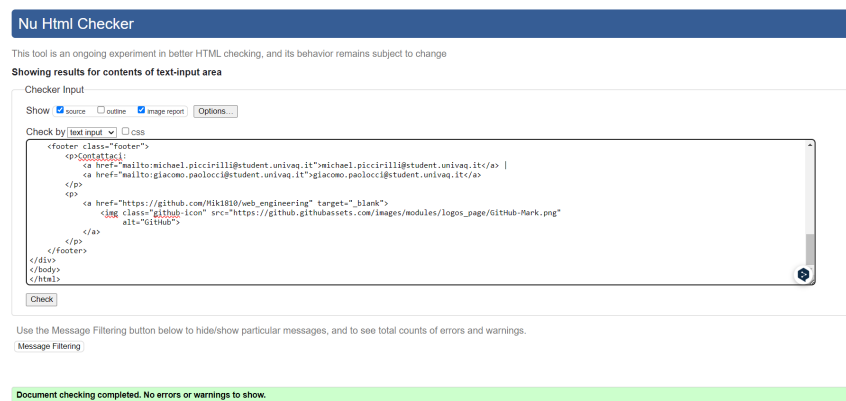 Nu Html Checker
This tool is an ongoing experiment in better HTML checking, and its behavior remains subject to change
Showing results for contents of text-input area
Checker Input
Show source outline image report Options...
Check by text input css
<footer class="footer">
<p>Contattaci:
<a href="mailto:michael.piccirilli@student.univaq.it">michael.piccirilli@student.univaq.it</a> |
<a href="mailto:giacomo.paolocci@student.univaq.it">giacomo.paolocci@student.univaq.it</a>
</p>
<p>
<a href="https://github.com/Mik1810/web_engineering" target="_blank">
<img class="github-icon" src="https://github.githubassets.com/images/modules/logos_page/GitHub-Mark.png"
alt="GitHub">
</a>
</p>
</footer>
</div>
</body>
</html>
Check
Use the Message Filtering button below to hide/show particular messages, and to see total counts of errors and warnings.
Message Filtering
Document checking completed. No errors or warnings to show.